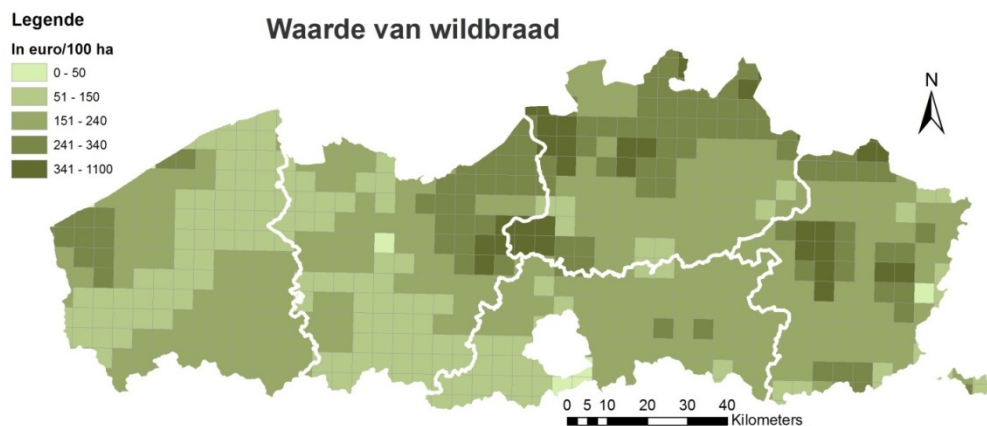 Legende
Waarde van wildbraad
In euro/100 ha
0 - 50
51 - 150
151 - 240
241 - 340
341 - 1100
N
0 5 10 20 30 40
Kilometers